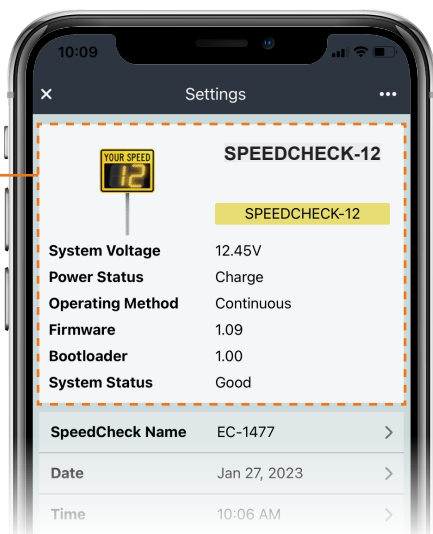 10:09
Settings
SPEEDCHECK-12
YOUR SPEED
12
SPEEDCHECK-12
System Voltage 12.45V
Power Status Charge
Operating Method Continuous
Firmware 1.09
Bootloader 1.00
System Status Good
SpeedCheck Name EC-1477
Date Jan 27, 2023
Time 10:06 AM